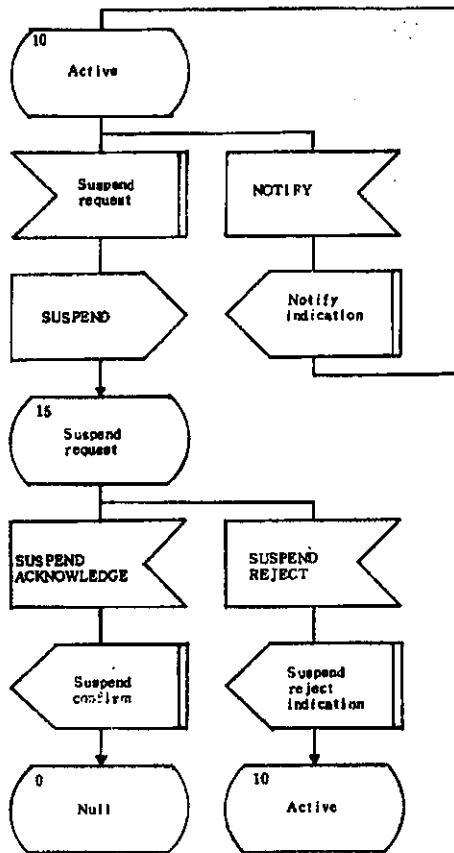 10
Active
Suspend
request
NOTIFY
SUSPEND
Notify
indication
15
Suspend
request
SUSPEND
ACKNOWLEDGE
SUSPEND
REJECT
Suspend
confirm
Suspend
reject
indication
0
Null
10
Active